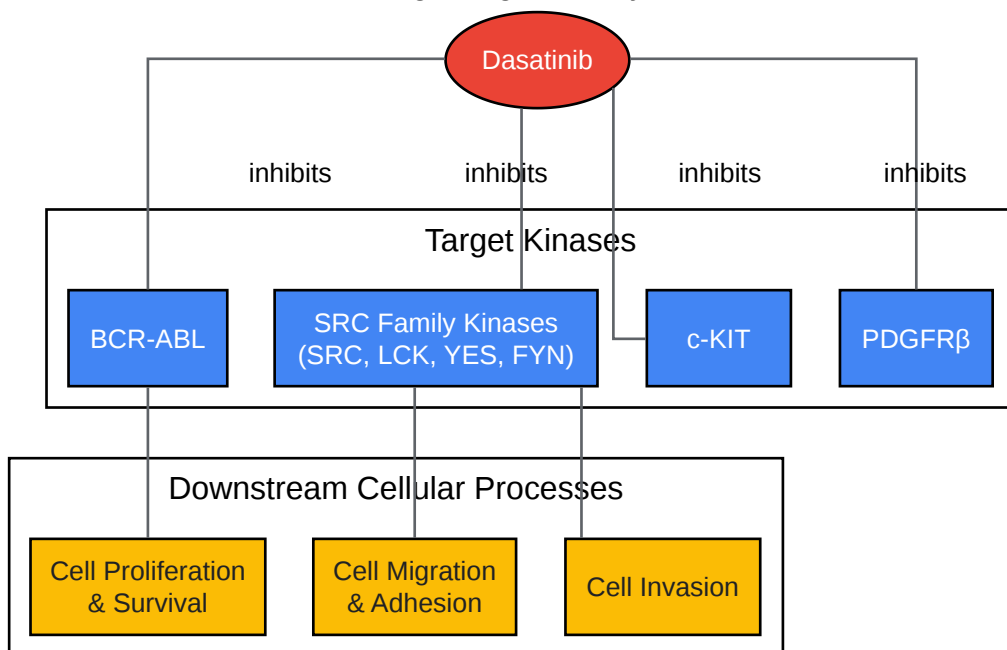 Dasatinib
inhibits inhibits inhibits inhibits
Target Kinases
BCR-ABL
SRC Family Kinases
(SRC, LCK, YES, FYN)
c-KIT
PDGFRβ
Downstream Cellular Processes
Cell Proliferation
& Survival
Cell Migration
& Adhesion
Cell Invasion